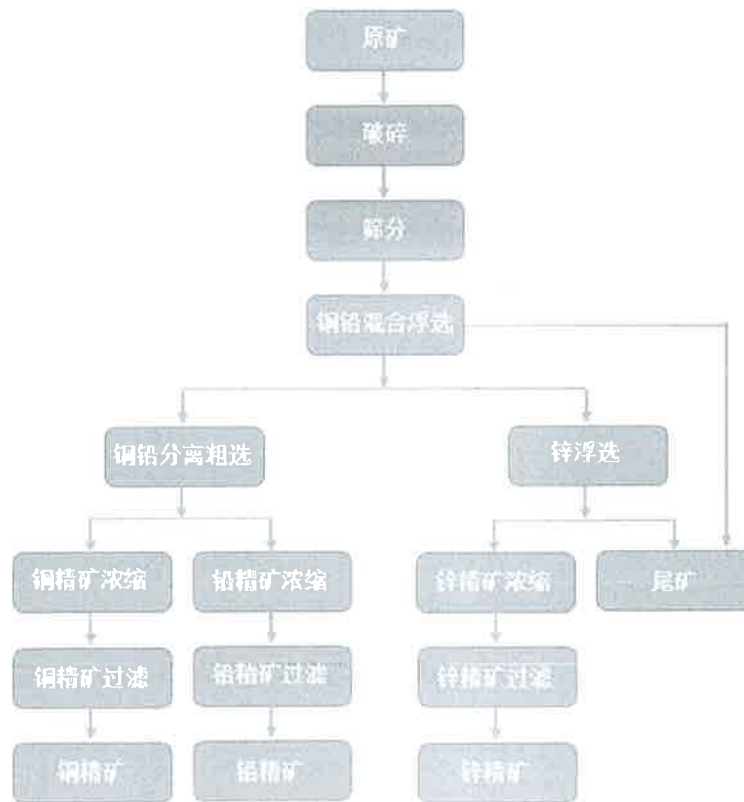 原矿
破碎
筛分
铜铅混合浮选
铜铅分离粗选
锌浮选
铜精矿浓缩
铅精矿浓缩
锌精矿浓缩
尾矿
铜精矿过滤
铅精矿过滤
锌精矿过滤
铜精矿
铅精矿
锌精矿